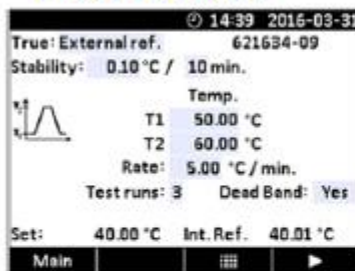 14:39 2016-03-31
True: External ref. 621634-09
Stability: 0.10 °C / 10 min.
Temp.
T1 50.00 °C
T2 60.00 °C
Rate: 5.00 °C / min.
Test runs: 3 Dead Band: Yes
Set: 40.00 °C Int. Ref. 40.01 °C
Main